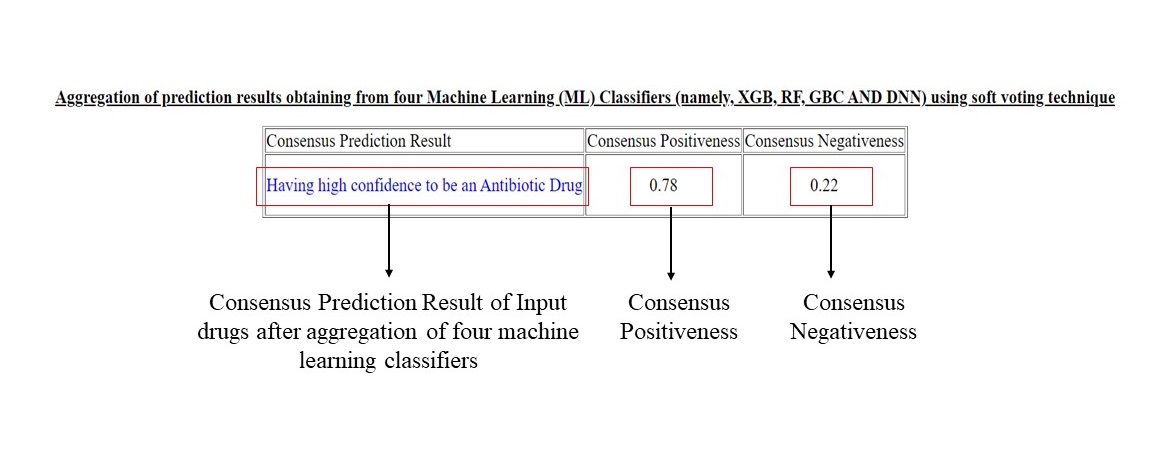 Aggregation of prediction results obtaining from four Machine Learning (ML) Classifiers (namely, XGB, RF, GBC AND DNN) using soft voting technique
Consensus Prediction Result Consensus Positiveness Consensus Negativeness
Having high confidence to be an Antibiotic Drug 0.78 0.22
Consensus Prediction Result of Input
drugs after aggregation of four machine
learning classifiers
Consensus
Positiveness
Consensus
Negativeness